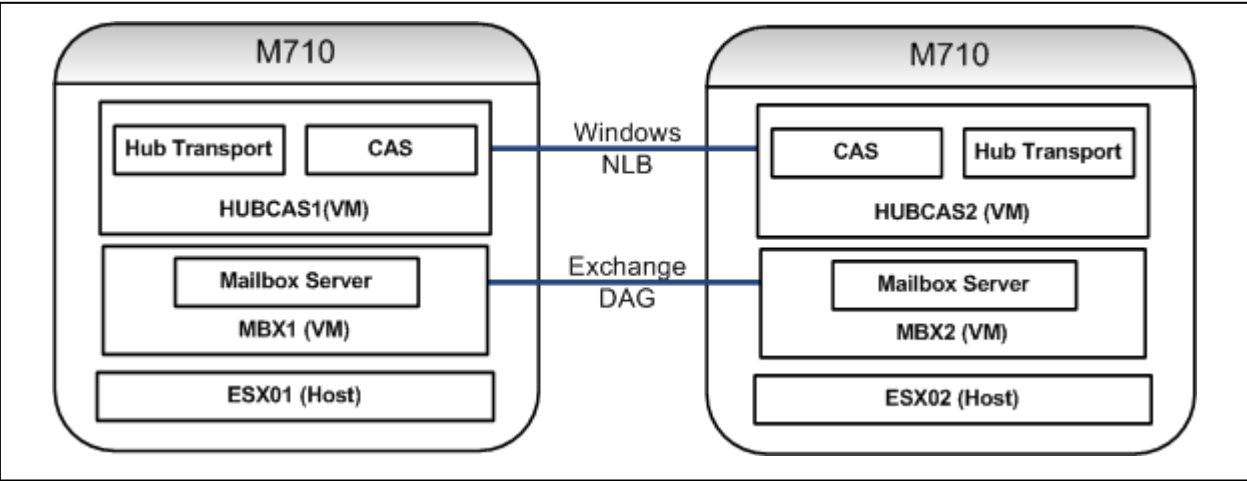 M710
Hub Transport
CAS
HUBCAS1(VM)
Mailbox Server
MBX1 (VM)
ESX01 (Host)
Windows
NLB
Exchange
DAG
M710
CAS
Hub Transport
HUBCAS2 (VM)
Mailbox Server
MBX2 (VM)
ESX02 (Host)